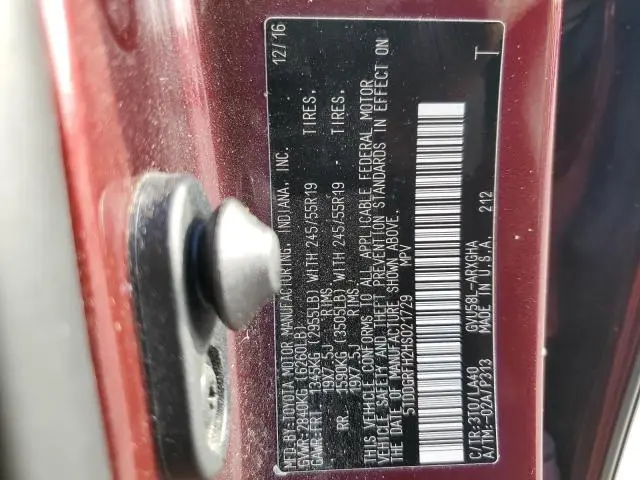 MFD.BY:TOYOTA MOTOR MANUFACTURING, INDIANA, INC. 12/16
GVWR:2840KG (6260LB)
GAWR:FRT. 1345KG (2955LB) WITH 245/55R19 TIRES,
19X7.5J RIMS
RR. 1590KG (3505LB) WITH 245/55R19 TIRES.
19X7.5J RIMS
THIS VEHICLE CONFORMS TO ALL APPLICABLE FEDERAL MOTOR
VEHICLE SAFETY AND THEFT PREVENTION STANDARDS IN EFFECT ON
THE DATE OF MANUFACTURE SHOWN ABOVE.
5TDDGRFH2HS021729 MPV
C/TR:3T0/LA40 GVU58L-ARXGHA
A/TM:-02A/P313 MADE IN U.S.A. 212